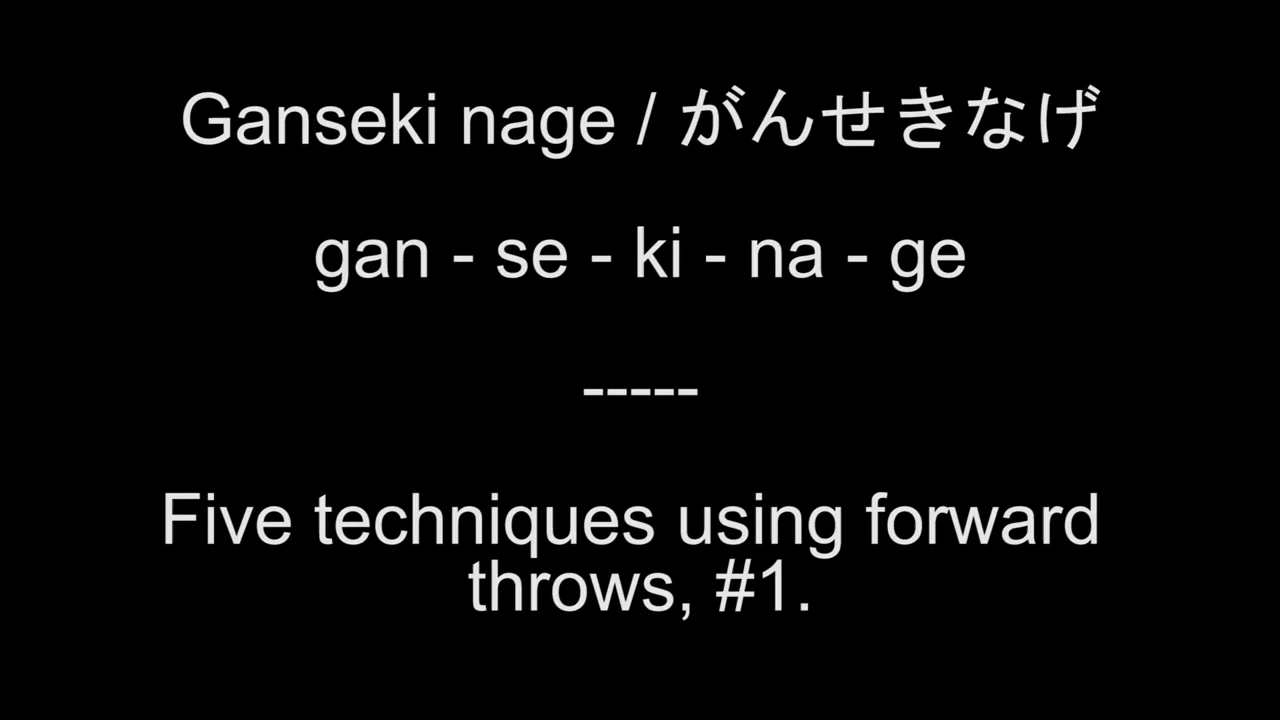 Ganseki nage / がんせきなげ
gan - se - ki - na - ge
-----
Five techniques using forward
throws, #1.